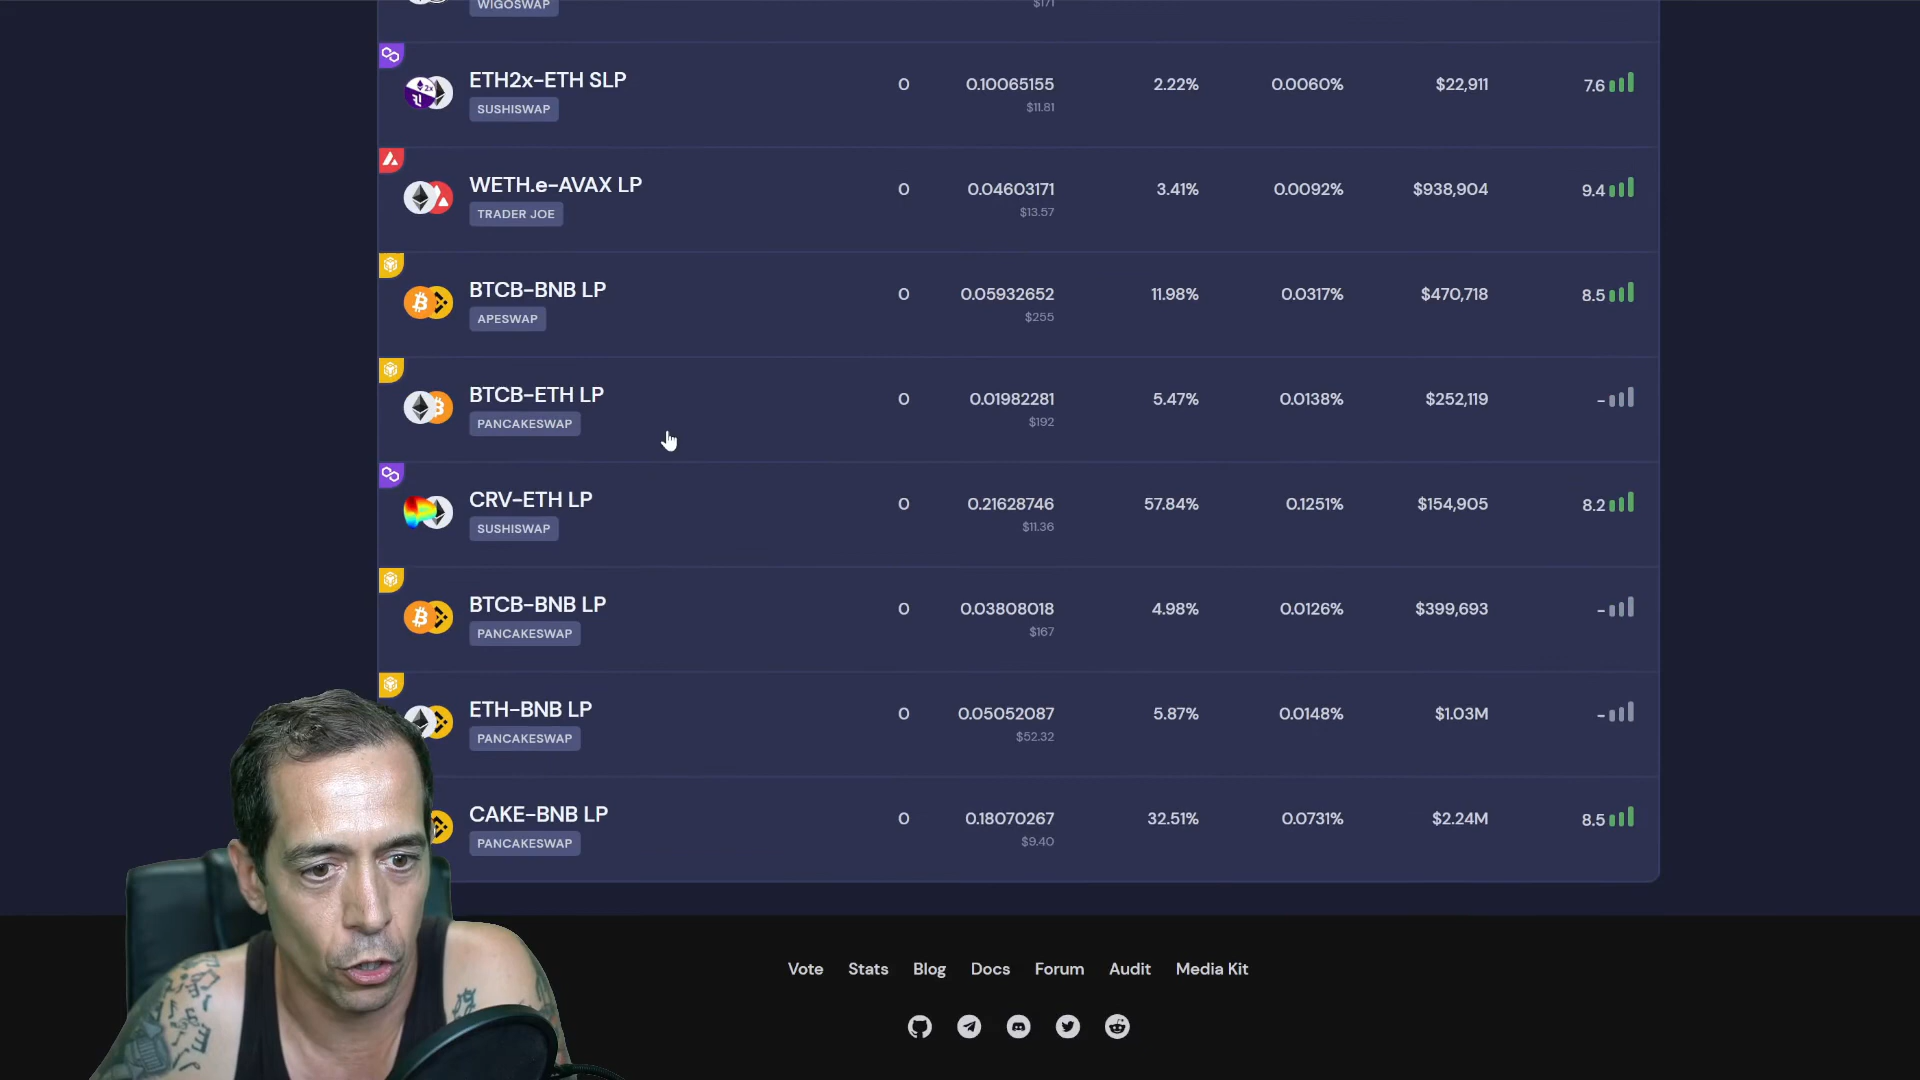 WIGOSWAP
$171
ETH2x-ETH SLP
SUSHISWAP
0 0.10065155 2.22% 0.0060% $22,911 7.6
$11.81
WETH.e-AVAX LP
TRADER JOE
0 0.04603171 3.41% 0.0092% $938,904 9.4
$13.57
BTCB-BNB LP
APESWAP
0 0.05932652 11.98% 0.0317% $470,718 8.5
$255
BTCB-ETH LP
PANCAKESWAP
0 0.01982281 5.47% 0.0138% $252,119 -
$192
CRV-ETH LP
SUSHISWAP
0 0.21628746 57.84% 0.1251% $154,905 8.2
$11.36
BTCB-BNB LP
PANCAKESWAP
0 0.03808018 4.98% 0.0126% $399,693 -
$167
ETH-BNB LP
PANCAKESWAP
0 0.05052087 5.87% 0.0148% $1.03M -
$52.32
CAKE-BNB LP
PANCAKESWAP
0 0.18070267 32.51% 0.0731% $2.24M 8.5
$9.40
Vote Stats Blog Docs Forum Audit Media Kit